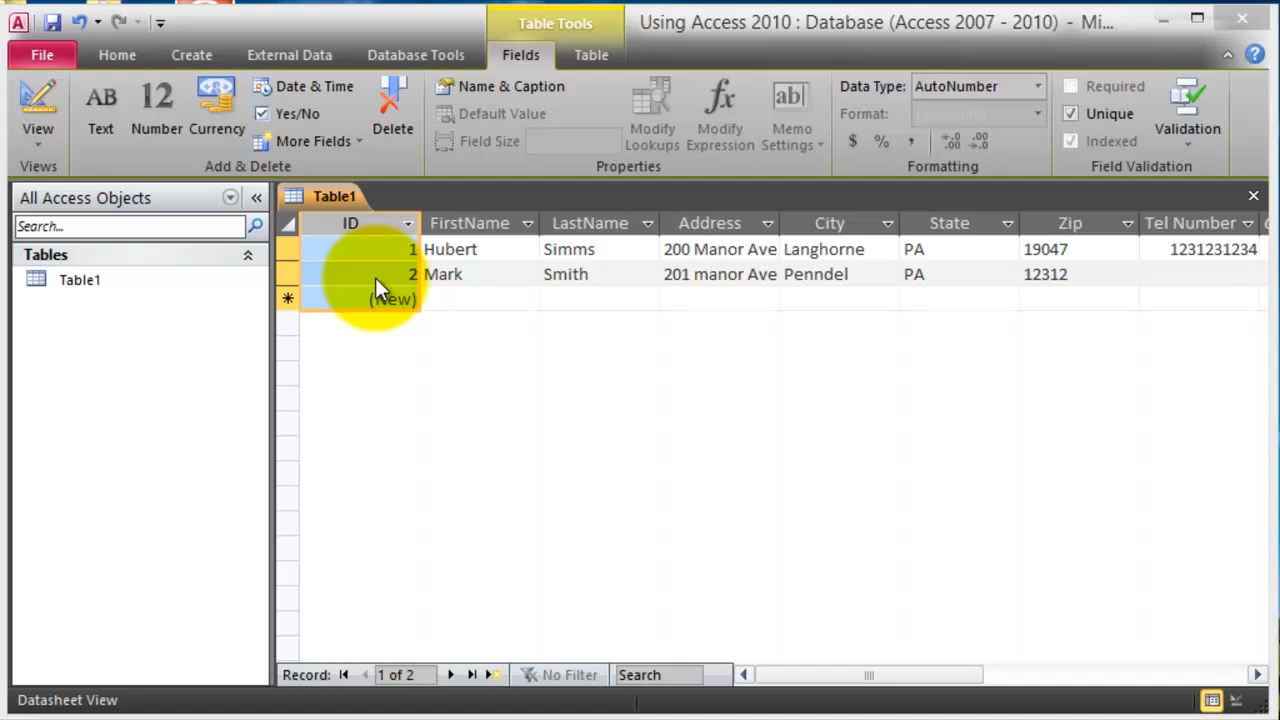 A
Table Tools
Using Access 2010 : Database (Access 2007 - 2010) - Mi...
File Home Create External Data Database Tools Fields Table
View
Views
AB
Text
12
Number
Currency
Date & Time
Yes/No
More Fields
Delete
Add & Delete
Name & Caption
Default Value
Field Size
Modify
Lookups
fx
Modify
Expression
ab
Memo
Settings
Properties
Data Type: AutoNumber
Format:
$ % ,
Formatting
Required
Unique
Indexed
Validation
Field Validation
All Access Objects
Search...
Tables
Table1
Table1
ID FirstName LastName Address City State Zip Tel Number
1 Hubert Simms 200 Manor Ave Langhorne PA 19047 1231231234
2 Mark Smith 201 manor Ave Penndel PA 12312
(New)
Record: 1 of 2 No Filter Search
Datasheet View